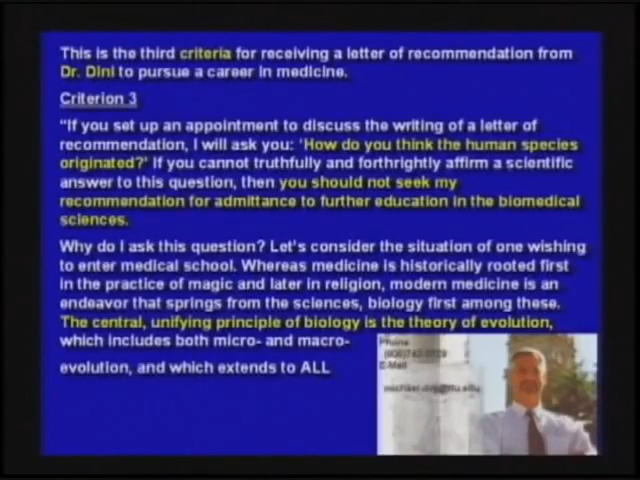 This is the third criteria for receiving a letter of recommendation from
Dr. Dini to pursue a career in medicine.
Criterion 3
"If you set up an appointment to discuss the writing of a letter of
recommendation, I will ask you: 'How do you think the human species
originated?' If you cannot truthfully and forthrightly affirm a scientific
answer to this question, then you should not seek my
recommendation for admittance to further education in the biomedical
sciences.
Why do I ask this question? Let's consider the situation of one wishing
to enter medical school. Whereas medicine is historically rooted first
in the practice of magic and later in religion, modern medicine is an
endeavor that springs from the sciences, biology first among these.
The central, unifying principle of biology is the theory of evolution,
which includes both micro- and macro-
evolution, and which extends to ALL
Phone
E-Mail